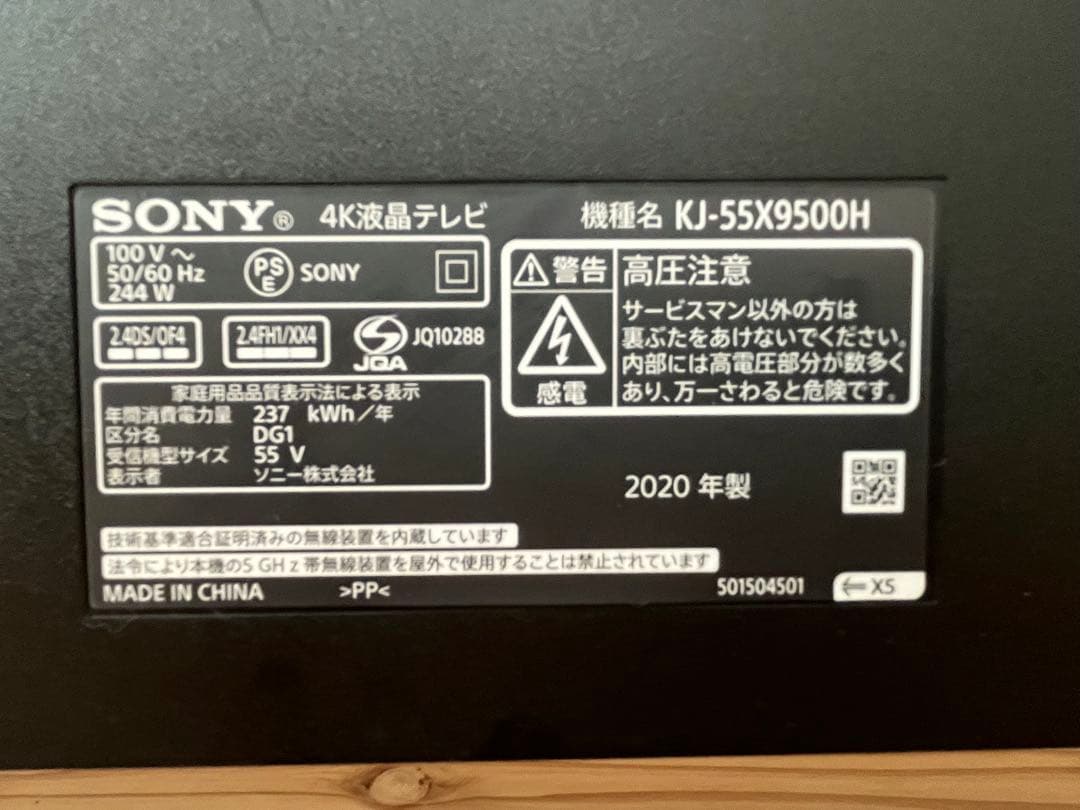 SONY® 4K液晶テレビ 機種名 KJ-55X9500H
100 V ～
50/60 Hz
244 W
PSE SONY
2.4DS/OF4 2.4FH1/XX4 JQA JQ10288
家庭用品品質表示法による表示
年間消費電力量 237 kWh／年
区分名 DG1
受信機型サイズ 55 V
表示者 ソニー株式会社
警告 高圧注意
感電
サービスマン以外の方は
裏ぶたをあけないでください。
内部には高電圧部分が数多く
あり、万一さわると危険です。
2020 年製
技術基準適合証明済みの無線装置を内蔵しています
法令により本機の5 GHz帯無線装置を屋外で使用することは禁止されています
MADE IN CHINA >PP< 501504501 ⇐ XS